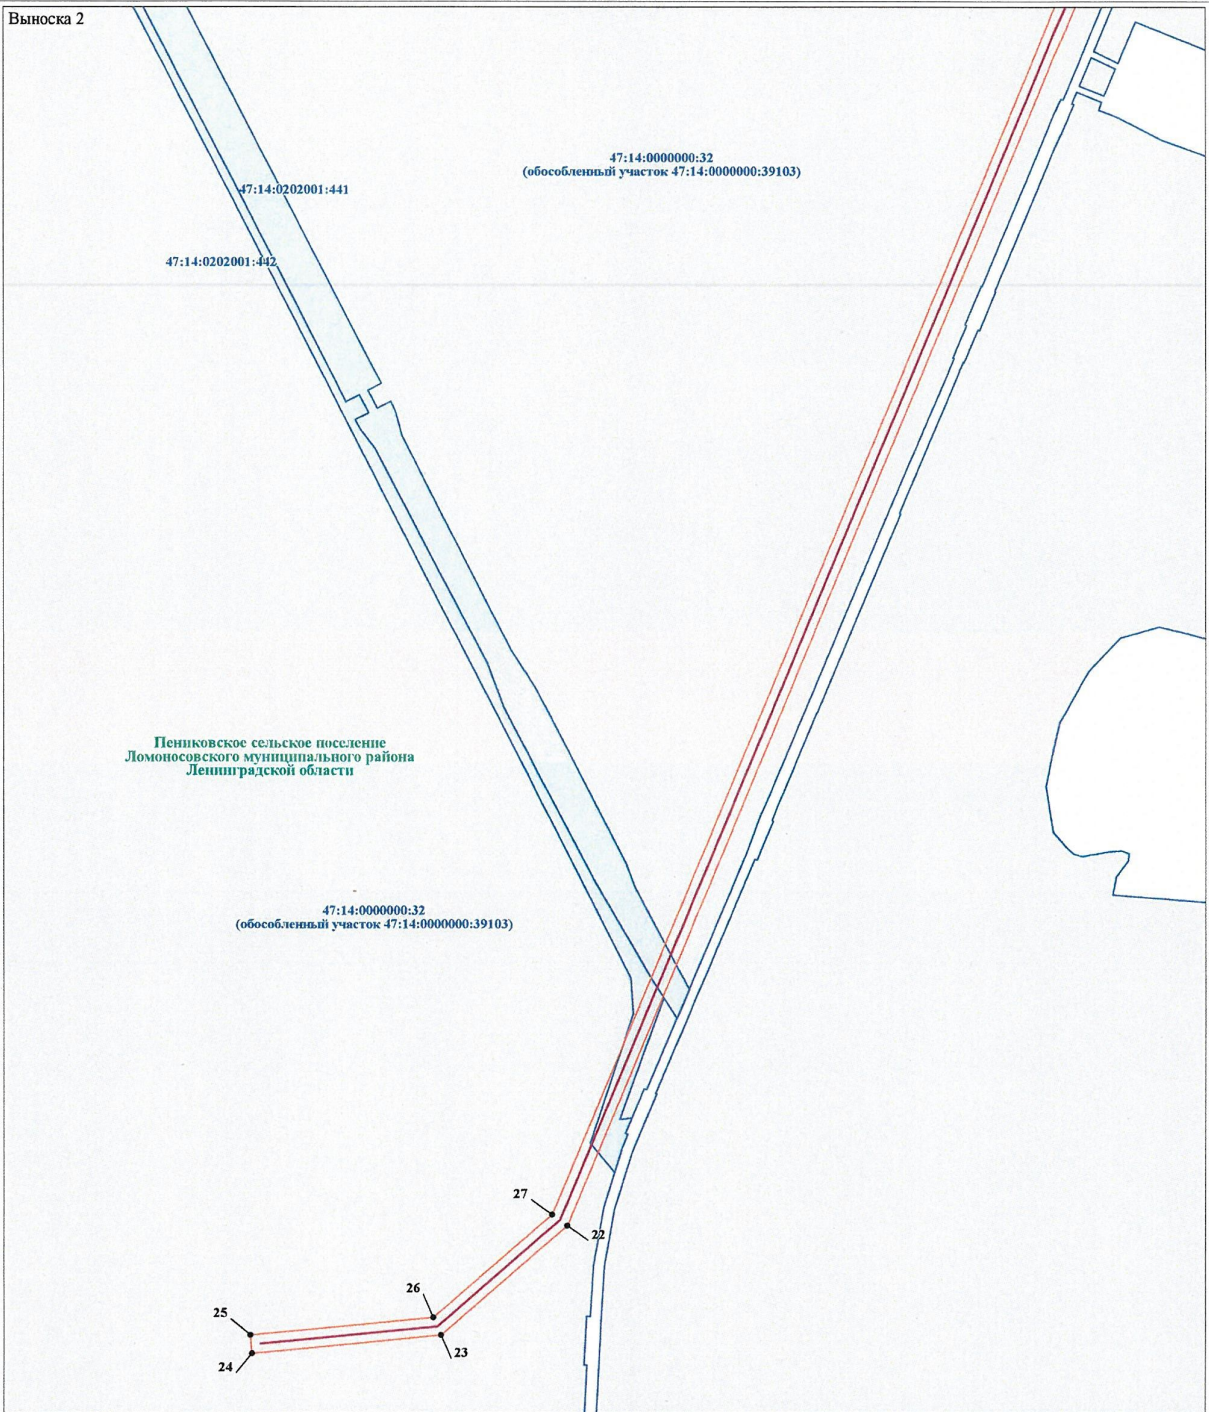 Выноска 2
47:14:0000000:32
(обособленный участок 47:14:0000000:39103)
47:14:0202001:441
47:14:0202001:442
Пениковское сельское поселение
Ломоносовского муниципального района
Ленинградской области
47:14:0000000:32
(обособленный участок 47:14:0000000:39103)
27
22
26
25
23
24